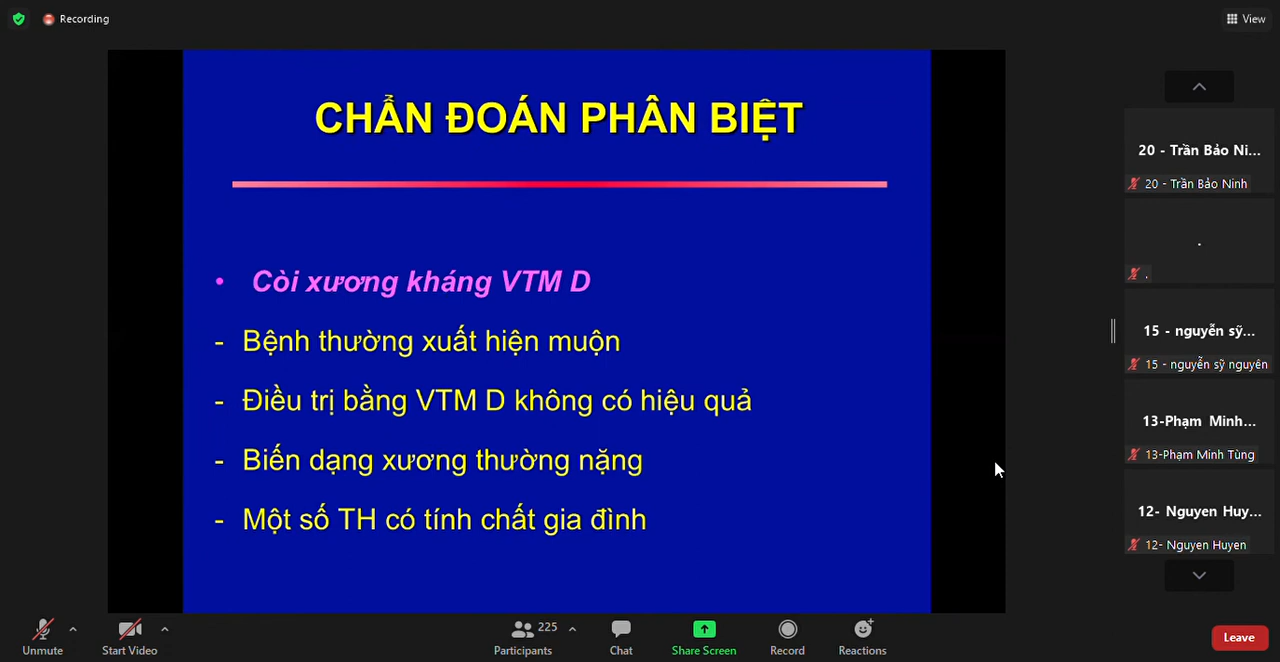 Recording
View
CHẨN ĐOÁN PHÂN BIỆT
• Còi xương kháng VTM D
- Bệnh thường xuất hiện muộn
- Điều trị bằng VTM D không có hiệu quả
- Biến dạng xương thường nặng
- Một số TH có tính chất gia đình
20 - Trần Bảo Ni...
20 - Trần Bảo Ninh
.
.
15 - nguyễn sỹ...
15 - nguyễn sỹ nguyên
13-Phạm Minh...
13-Phạm Minh Tùng
12- Nguyen Huy...
12- Nguyen Huyen
Unmute
Start Video
225
Participants
Chat
Share Screen
Record
Reactions
Leave